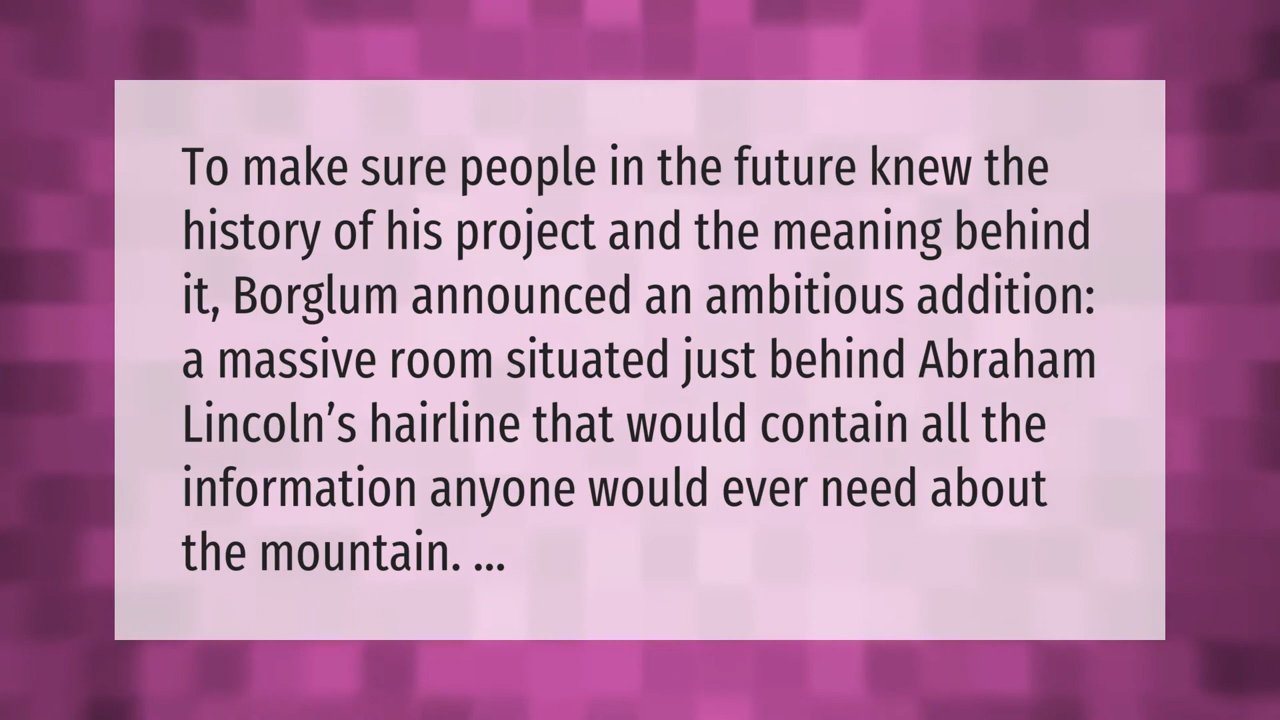 To make sure people in the future knew the
history of his project and the meaning behind
it, Borglum announced an ambitious addition:
a massive room situated just behind Abraham
Lincoln’s hairline that would contain all the
information anyone would ever need about
the mountain. ...